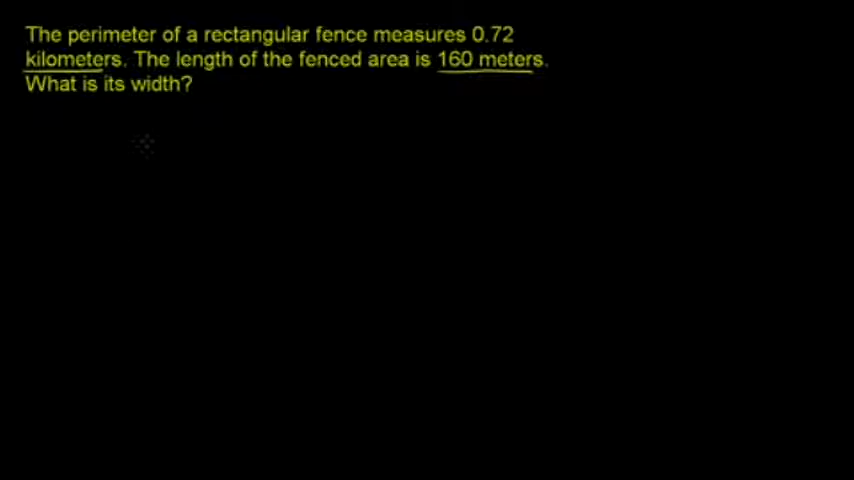 The perimeter of a rectangular fence measures 0.72
kilometers. The length of the fenced area is 160 meters.
What is its width?